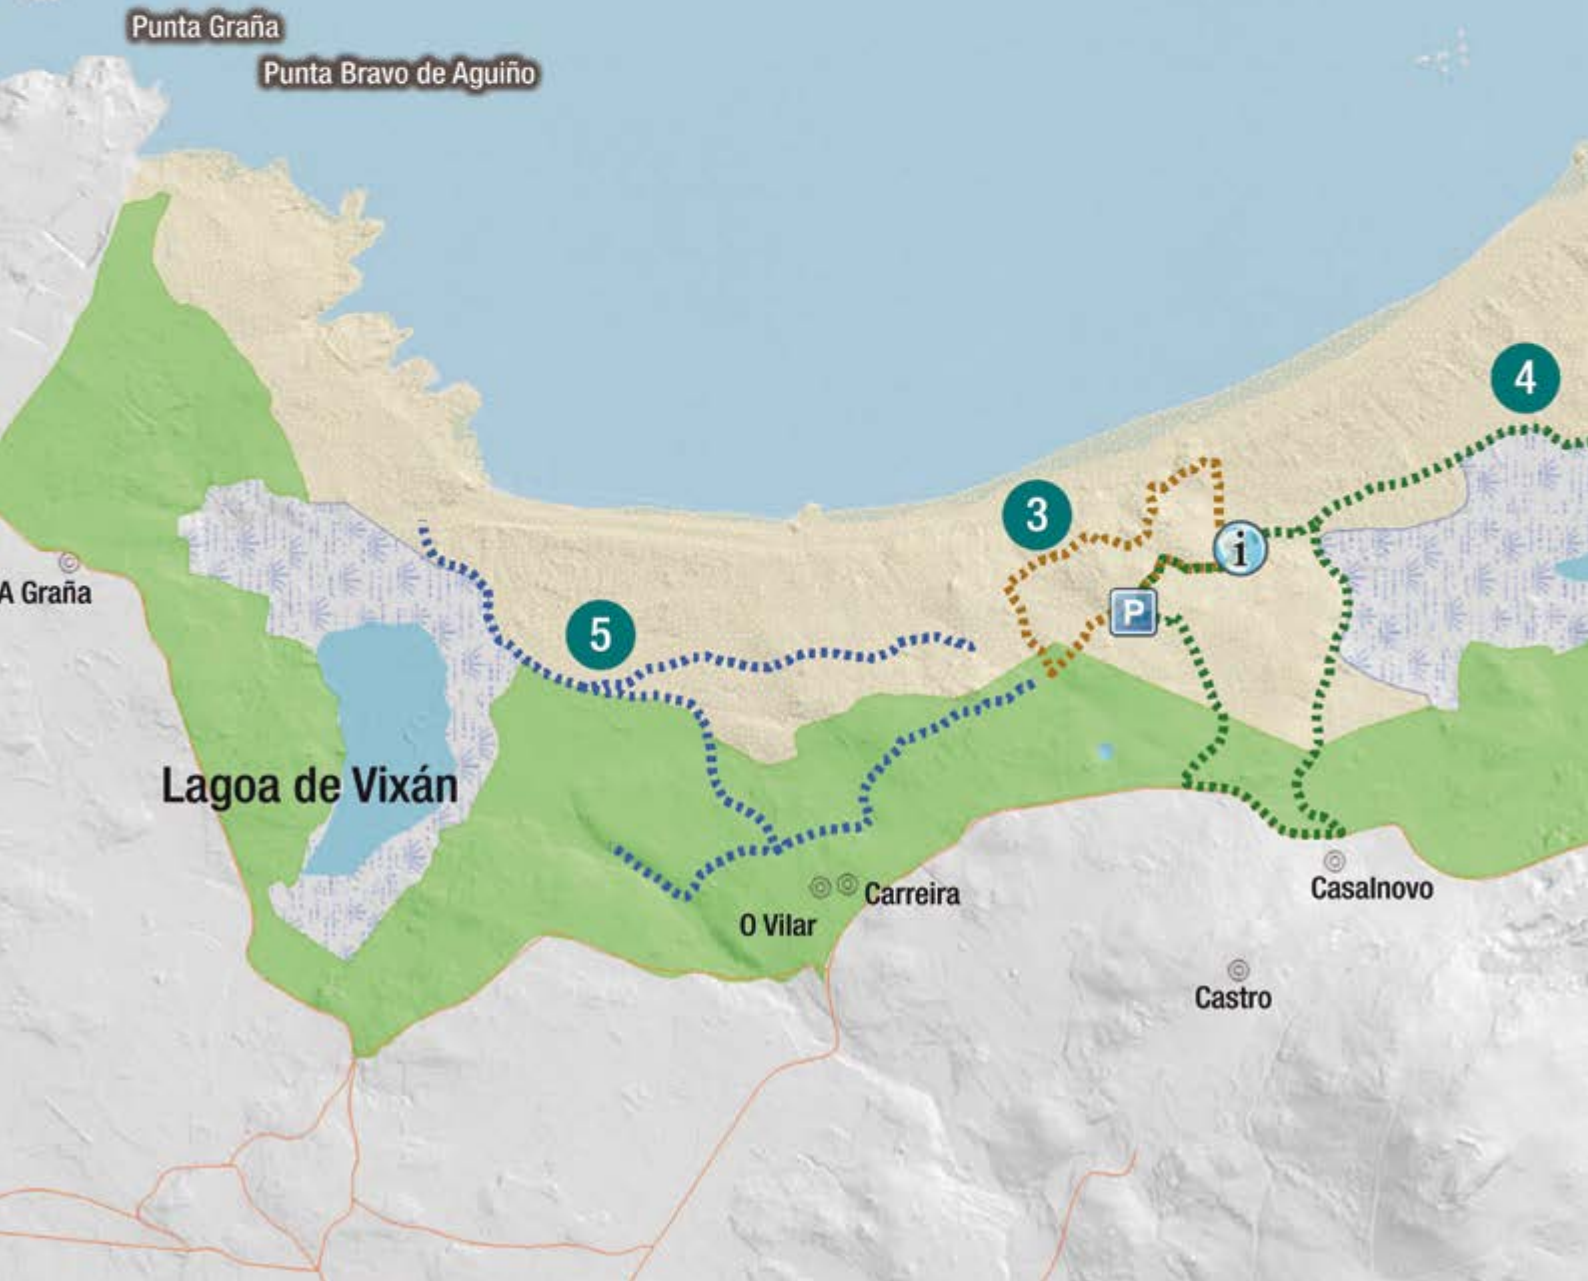 Punta Graña
Punta Bravo de Aguiño
4
3
i
P
A Graña
5
Lagoa de Vixán
Carreira
O Vilar
Casalnovo
Castro